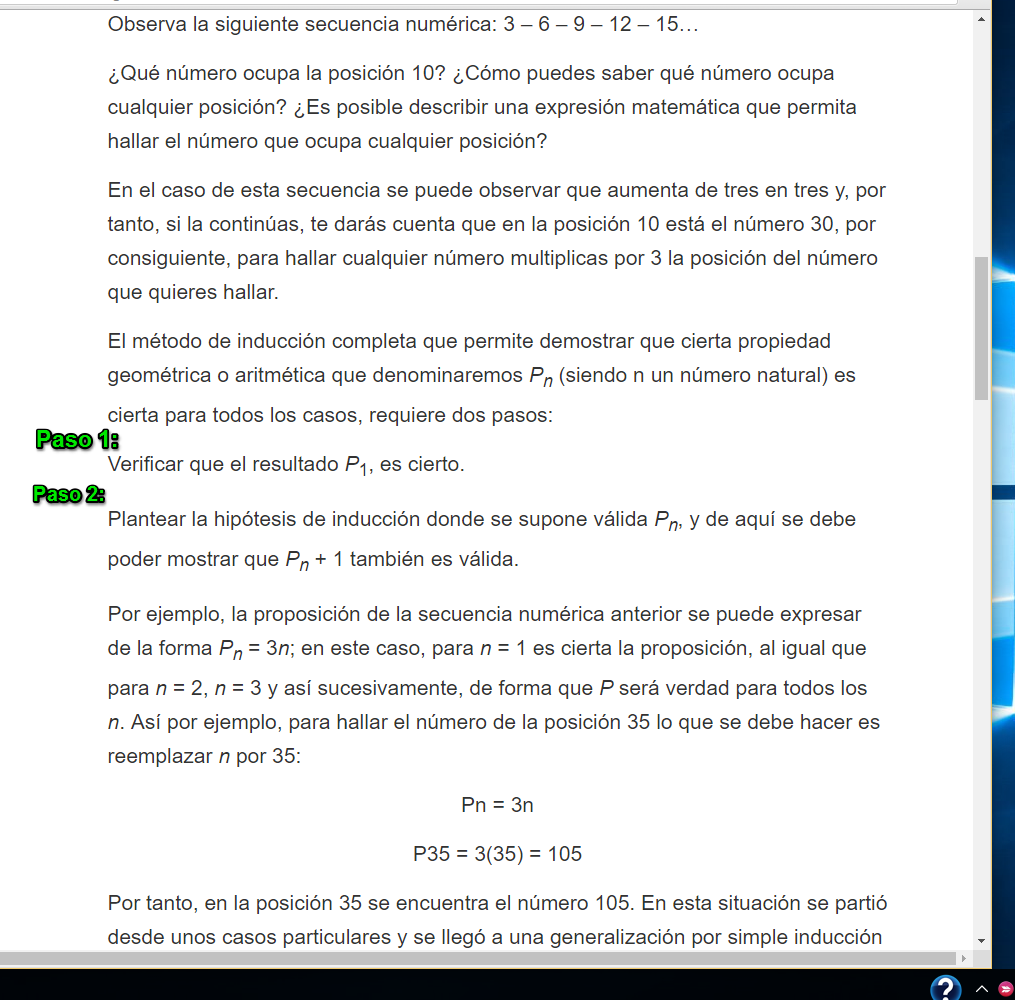 Observa la siguiente secuencia numérica: 3 – 6 – 9 – 12 – 15…
¿Qué número ocupa la posición 10? ¿Cómo puedes saber qué número ocupa
cualquier posición? ¿Es posible describir una expresión matemática que permita
hallar el número que ocupa cualquier posición?
En el caso de esta secuencia se puede observar que aumenta de tres en tres y, por
tanto, si la continúas, te darás cuenta que en la posición 10 está el número 30, por
consiguiente, para hallar cualquier número multiplicas por 3 la posición del número
que quieres hallar.
El método de inducción completa que permite demostrar que cierta propiedad
geométrica o aritmética que denominaremos Pn (siendo n un número natural) es
cierta para todos los casos, requiere dos pasos:
Paso 1:
Verificar que el resultado P1, es cierto.
Paso 2:
Plantear la hipótesis de inducción donde se supone válida Pn, y de aquí se debe
poder mostrar que Pn + 1 también es válida.
Por ejemplo, la proposición de la secuencia numérica anterior se puede expresar
de la forma Pn = 3n; en este caso, para n = 1 es cierta la proposición, al igual que
para n = 2, n = 3 y así sucesivamente, de forma que P será verdad para todos los
n. Así por ejemplo, para hallar el número de la posición 35 lo que se debe hacer es
reemplazar n por 35:
Pn = 3n
P35 = 3(35) = 105
Por tanto, en la posición 35 se encuentra el número 105. En esta situación se partió
desde unos casos particulares y se llegó a una generalización por simple inducción